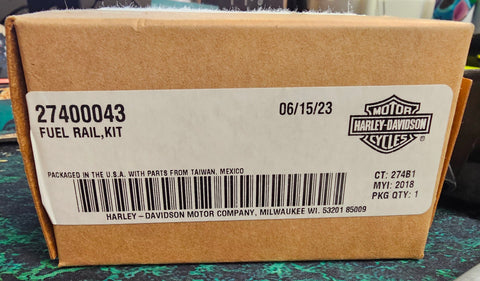 27400043
06/15/23
FUEL RAIL,KIT
MOTOR
HARLEY-DAVIDSON
CYCLES
®
PACKAGED IN THE U.S.A. WITH PARTS FROM TAIWAN, MEXICO
CT: 274B1
MYI: 2018
PKG QTY: 1
HARLEY-DAVIDSON MOTOR COMPANY, MILWAUKEE WI. 53201 85009